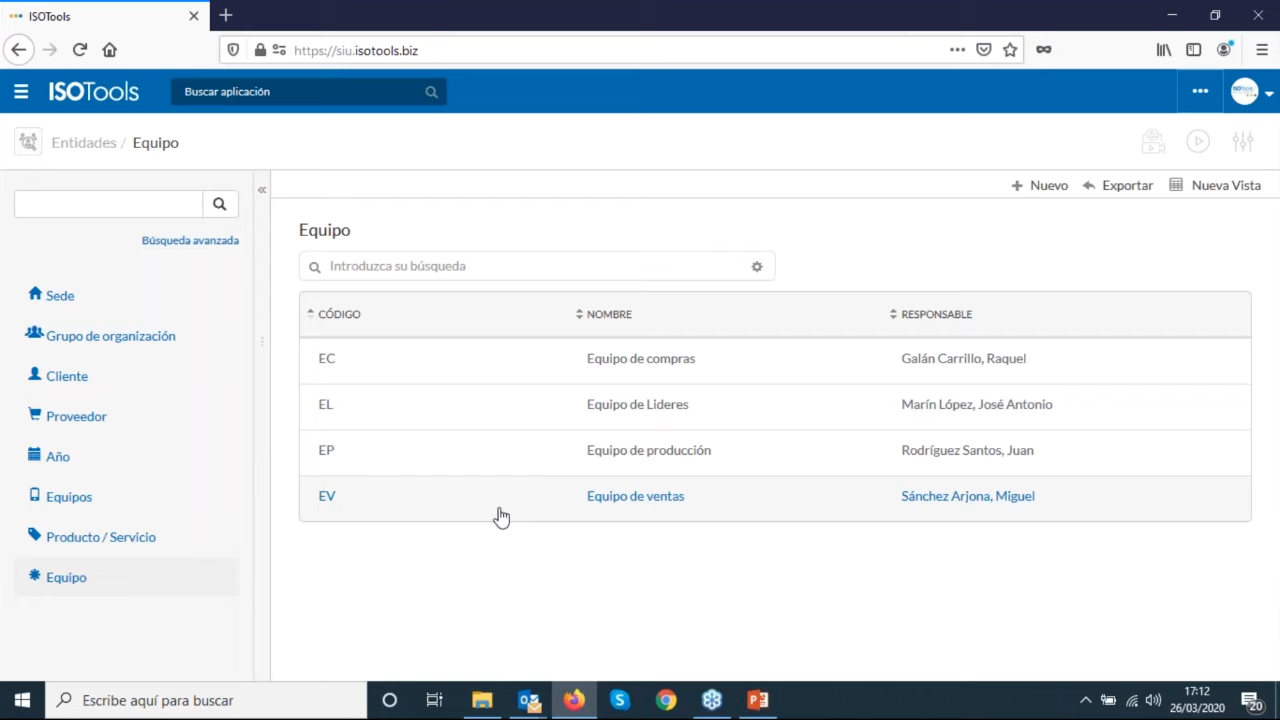 ISOTools
https://siu.isotools.biz
ISOTools
Buscar aplicación
Entidades / Equipo
Nuevo
Exportar
Nueva Vista
Búsqueda avanzada
Sede
Grupo de organización
Cliente
Proveedor
Año
Equipos
Producto / Servicio
Equipo
Equipo
Introduzca su búsqueda
CÓDIGO NOMBRE RESPONSABLE
EC Equipo de compras Galán Carrillo, Raquel
EL Equipo de Lideres Marín López, José Antonio
EP Equipo de producción Rodríguez Santos, Juan
EV Equipo de ventas Sánchez Arjona, Miguel
Escribe aquí para buscar
17:12
26/03/2020
20